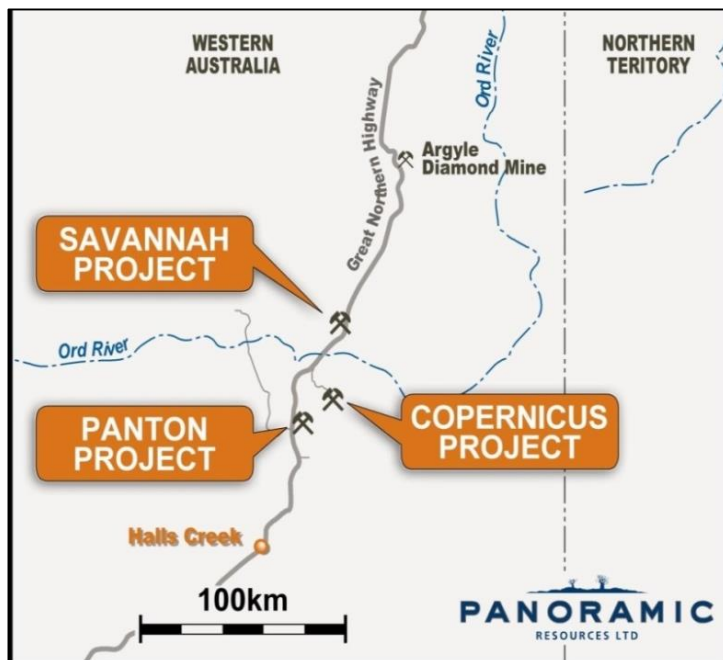 WESTERN
AUSTRALIA
NORTHERN
TERITORY
Ord River
Great Northern Highway
Argyle
Diamond Mine
SAVANNAH
PROJECT
Ord River
PANTON
PROJECT
COPERNICUS
PROJECT
Halls Creek
100km
PANORAMIC
RESOURCES LTD